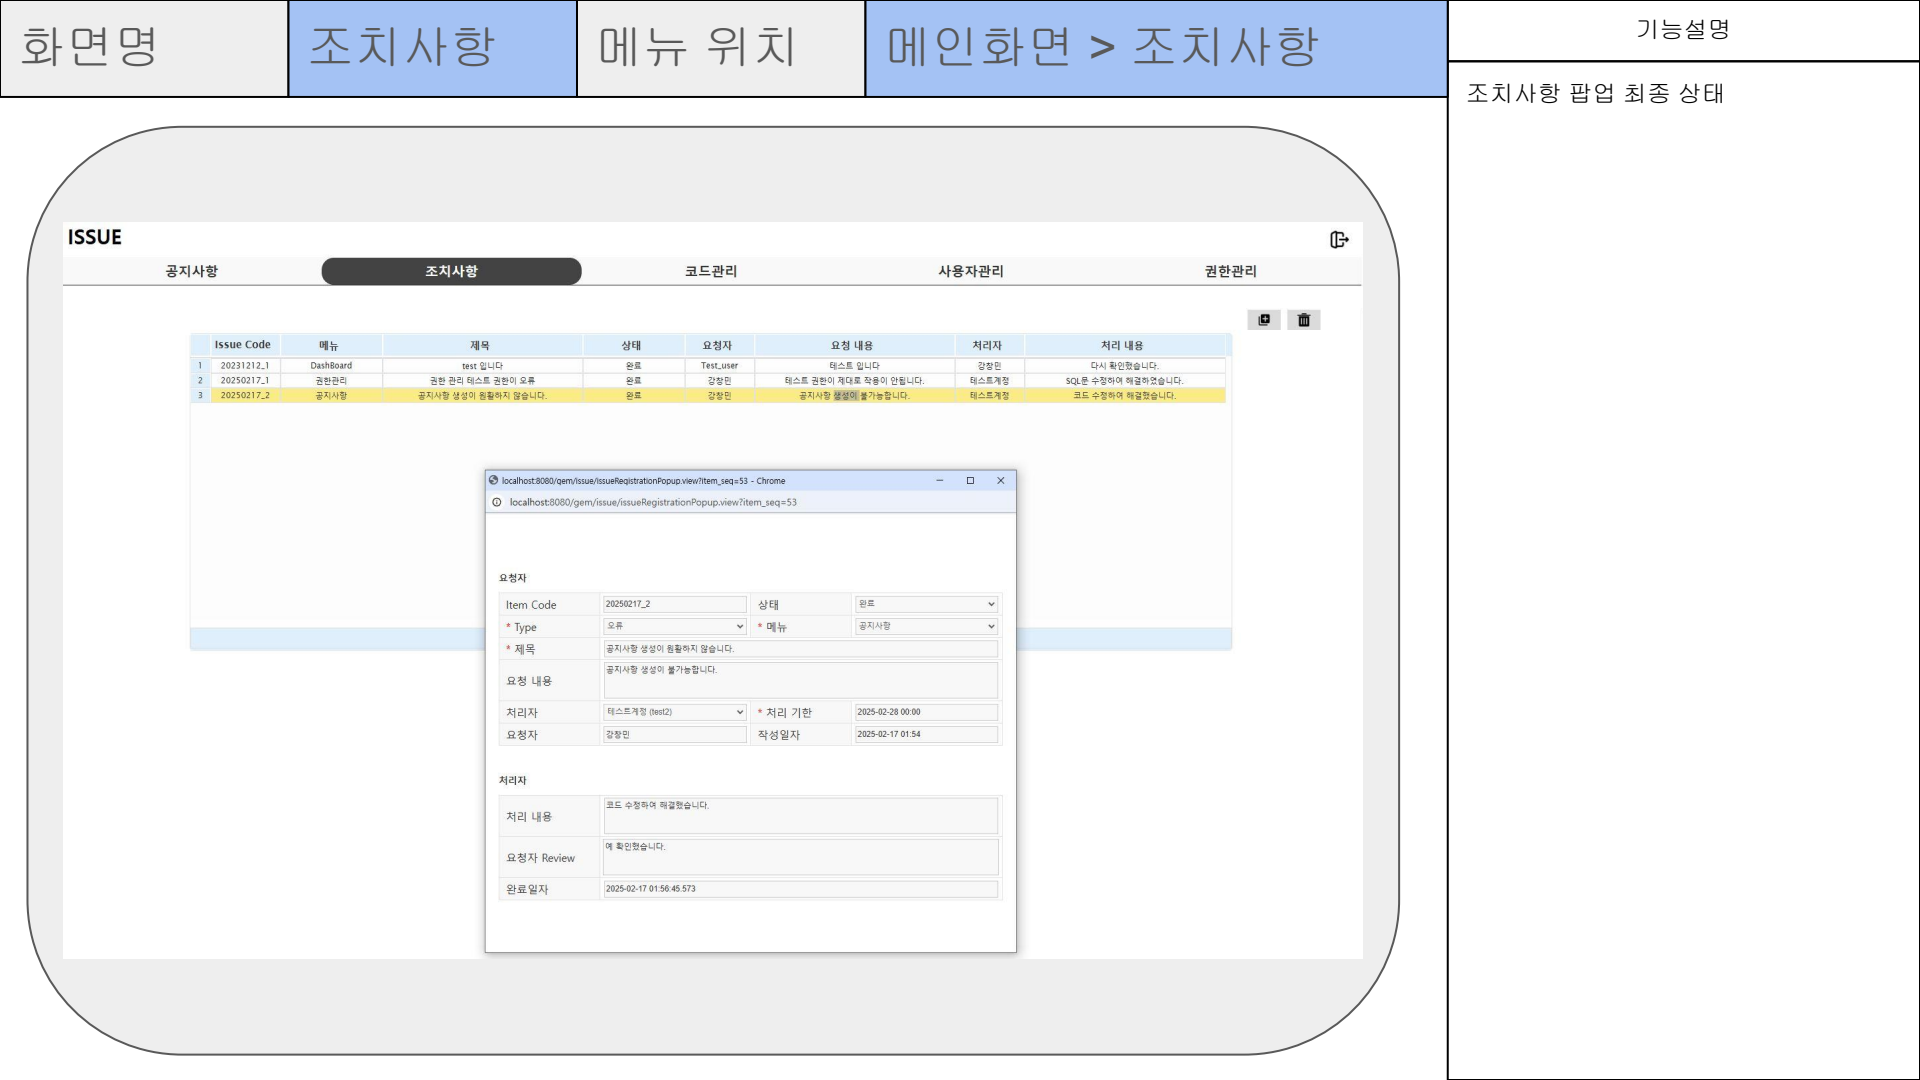 화면명 조치사항 메뉴 위치 메인화면 > 조치사항
기능설명
조치사항 팝업 최종 상태
ISSUE
공지사항 조치사항 코드관리 사용자관리 권한관리
Issue Code 메뉴 제목 상태 요청자 요청 내용 처리자 처리 내용
1 20231212_1 DashBoard test 입니다 완료 Test_user 테스트 입니다 강창민 다시 확인했습니다.
2 20250217_1 권한관리 권한 관리 테스트 권한이 오류 완료 강창민 테스트 권한이 제대로 작용이 안됩니다. 테스트계정 SQL문 수정하여 해결하였습니다.
3 20250217_2 공지사항 공지사항 생성이 원활하지 않습니다. 완료 강창민 공지사항 생성이 불가능합니다. 테스트계정 코드 수정하여 해결했습니다.
localhost:8080/gem/issue/issueRegistrationPopup.view?item_seq=53 - Chrome
localhost:8080/gem/issue/issueRegistrationPopup.view?item_seq=53
요청자
Item Code 20250217_2 상태 완료
* Type 오류 * 메뉴 공지사항
* 제목 공지사항 생성이 원활하지 않습니다.
요청 내용 공지사항 생성이 불가능합니다.
처리자 테스트계정 (test2) * 처리 기한 2025-02-28 00:00
요청자 강창민 작성일자 2025-02-17 01:54
처리자
처리 내용 코드 수정하여 해결했습니다.
요청자 Review 예 확인했습니다.
완료일자 2025-02-17 01:56:45.573